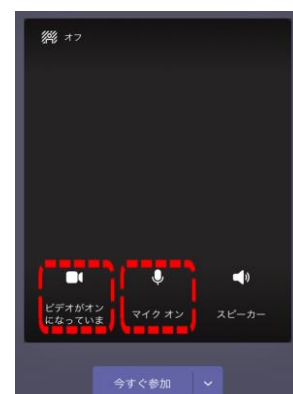 オフ
ビデオがオン
になっていま
マイク オン
スピーカー
今すぐ参加